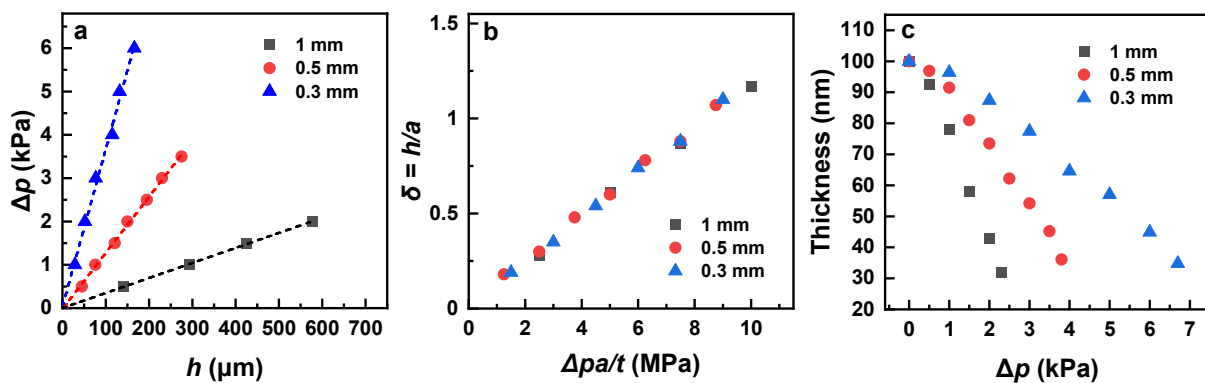 a
1 mm
0.5 mm
0.3 mm
Δp (kPa)
6
5
4
3
2
1
0
0 100 200 300 400 500 600 700
h (μm)
b
1 mm
0.5 mm
0.3 mm
δ = h/a
1.5
1
0.5
0
0 2 4 6 8 10
Δpa/t (MPa)
c
1 mm
0.5 mm
0.3 mm
Thickness (nm)
110
100
90
80
70
60
50
40
30
20
0 1 2 3 4 5 6 7
Δp (kPa)